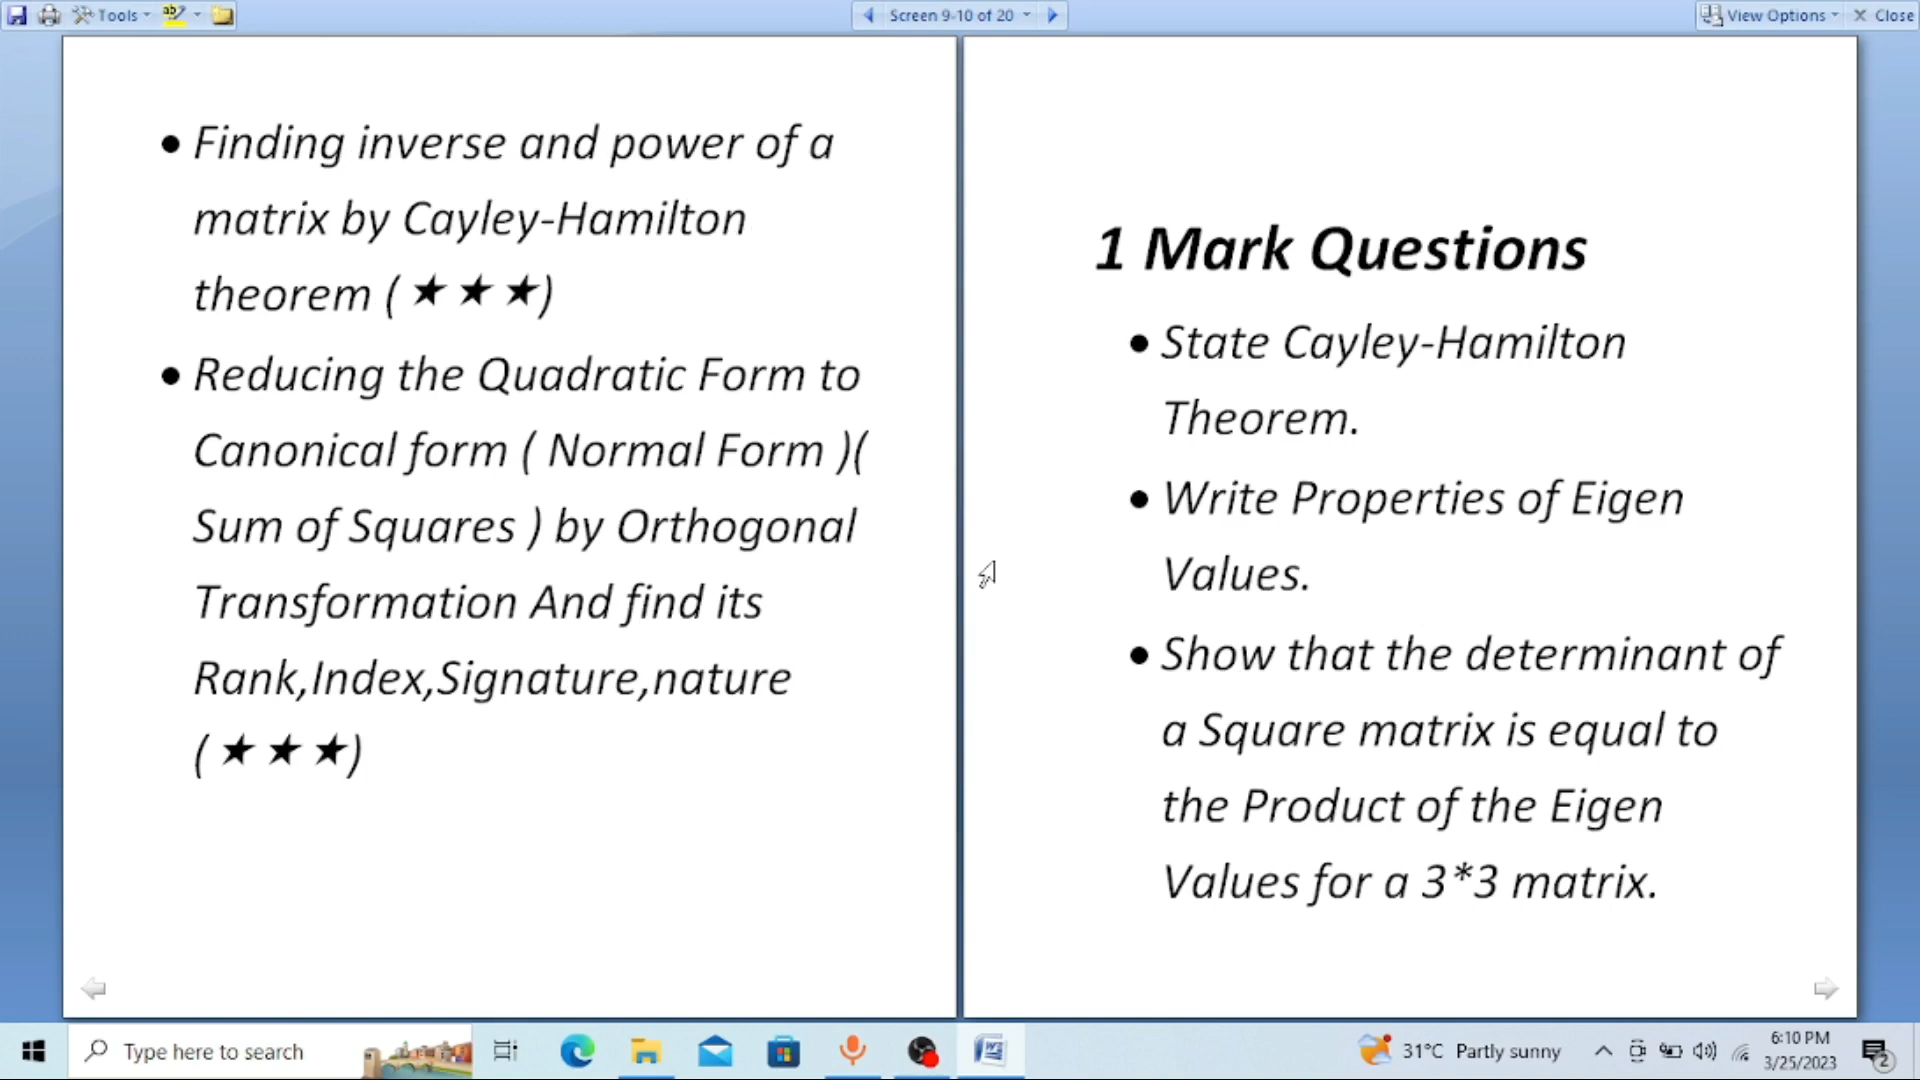 Tools
Screen 9-10 of 20
View Options
Close
• Finding inverse and power of a
matrix by Cayley-Hamilton
theorem ( ★ ★ ★)
• Reducing the Quadratic Form to
Canonical form ( Normal Form )(
Sum of Squares ) by Orthogonal
Transformation And find its
Rank,Index,Signature,nature
( ★ ★ ★)
1 Mark Questions
• State Cayley-Hamilton
Theorem.
• Write Properties of Eigen
Values.
• Show that the determinant of
a Square matrix is equal to
the Product of the Eigen
Values for a 3*3 matrix.
Type here to search
31°C Partly sunny
6:10 PM
3/25/2023
2